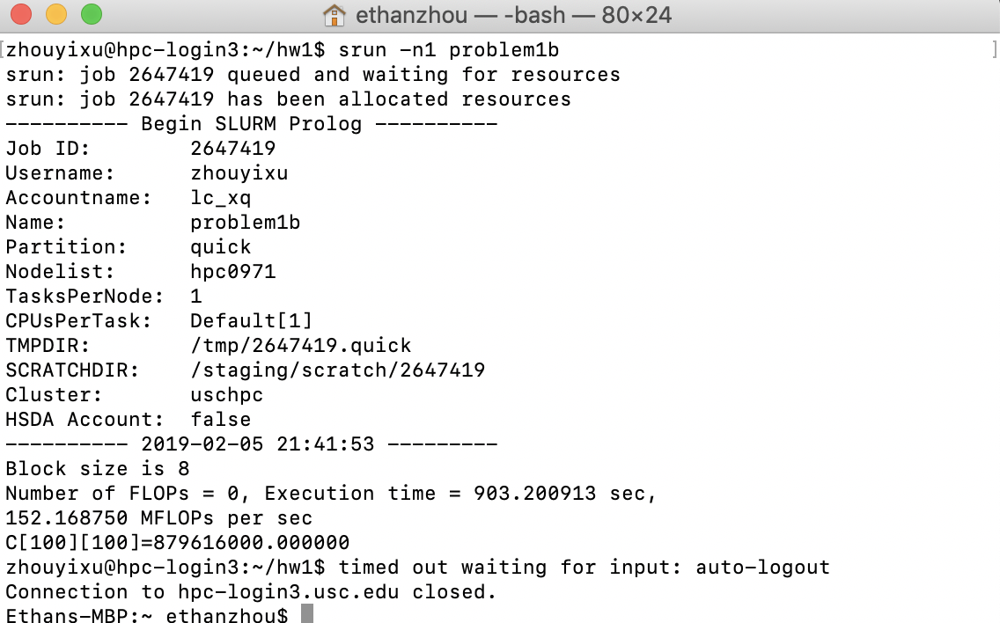 ethanzhou — -bash — 80×24
[zhouyixu@hpc-login3:~/hw1$ srun -n1 problem1b ]
srun: job 2647419 queued and waiting for resources
srun: job 2647419 has been allocated resources
---------- Begin SLURM Prolog ----------
Job ID:        2647419
Username:      zhouyixu
Accountname:   lc_xq
Name:          problem1b
Partition:     quick
Nodelist:      hpc0971
TasksPerNode:  1
CPUsPerTask:   Default[1]
TMPDIR:        /tmp/2647419.quick
SCRATCHDIR:    /staging/scratch/2647419
Cluster:       uschpc
HSDA Account:  false
---------- 2019-02-05 21:41:53 ---------
Block size is 8
Number of FLOPs = 0, Execution time = 903.200913 sec,
152.168750 MFLOPs per sec
C[100][100]=879616000.000000
zhouyixu@hpc-login3:~/hw1$ timed out waiting for input: auto-logout
Connection to hpc-login3.usc.edu closed.
Ethans-MBP:~ ethanzhou$